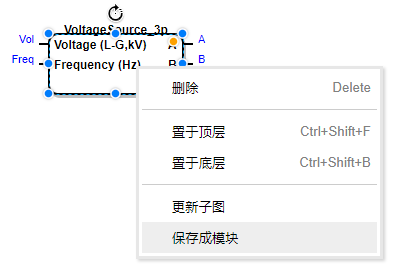 VoltageSource_3p
Vol Voltage (L-G,kV) A A
Freq Frequency (Hz) B B
删除 Delete
置于顶层 Ctrl+Shift+F
置于底层 Ctrl+Shift+B
更新子图
保存成模块